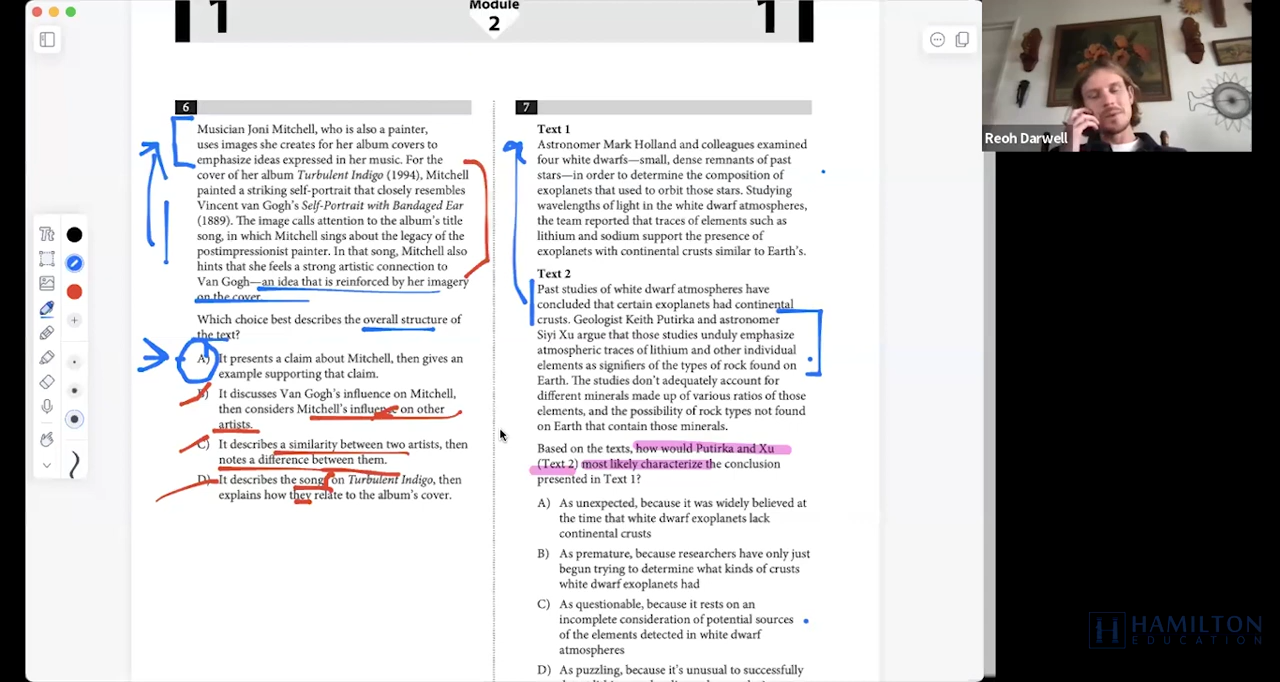 1
Module
2
1
6
Musician Joni Mitchell, who is also a painter,
uses images she creates for her album covers to
emphasize ideas expressed in her music. For the
cover of her album Turbulent Indigo (1994), Mitchell
painted a striking self-portrait that closely resembles
Vincent van Gogh's Self-Portrait with Bandaged Ear
(1889). The image calls attention to the album's title
song, in which Mitchell sings about the legacy of the
postimpressionist painter. In that song, Mitchell also
hints that she feels a strong artistic connection to
Van Gogh—an idea that is reinforced by her imagery
on the cover.
Which choice best describes the overall structure of
the text?
A) It presents a claim about Mitchell, then gives an
example supporting that claim.
B) It discusses Van Gogh's influence on Mitchell,
then considers Mitchell's influence on other
artists.
C) It describes a similarity between two artists, then
notes a difference between them.
D) It describes the songs on Turbulent Indigo, then
explains how they relate to the album's cover.
7
Text 1
Astronomer Mark Holland and colleagues examined
four white dwarfs—small, dense remnants of past
stars—in order to determine the composition of
exoplanets that used to orbit those stars. Studying
wavelengths of light in the white dwarf atmospheres,
the team reported that traces of elements such as
lithium and sodium support the presence of
exoplanets with continental crusts similar to Earth's.
Text 2
Past studies of white dwarf atmospheres have
concluded that certain exoplanets had continental
crusts. Geologist Keith Putirka and astronomer
Siyi Xu argue that those studies unduly emphasize
atmospheric traces of lithium and other individual
elements as signifiers of the types of rock found on
Earth. The studies don't adequately account for
different minerals made up of various ratios of those
elements, and the possibility of rock types not found
on Earth that contain those minerals.
Based on the texts, how would Putirka and Xu
(Text 2) most likely characterize the conclusion
presented in Text 1?
A) As unexpected, because it was widely believed at
the time that white dwarf exoplanets lack
continental crusts
B) As premature, because researchers have only just
begun trying to determine what kinds of crusts
white dwarf exoplanets had
C) As questionable, because it rests on an
incomplete consideration of potential sources
of the elements detected in white dwarf
atmospheres
D) As puzzling, because it's unusual to successfully
Tt
Reoh Darwell
HAMILTON
EDUCATION